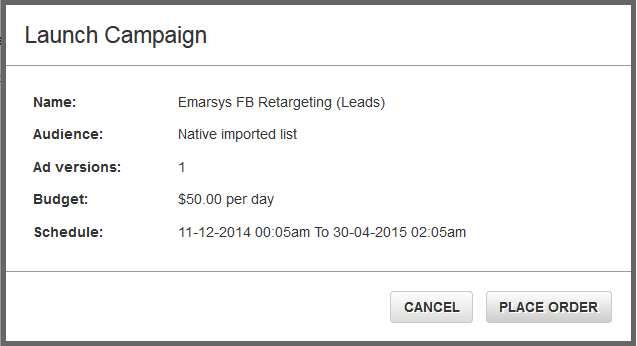 Launch Campaign
Name: Emarsys FB Retargeting (Leads)
Audience: Native imported list
Ad versions: 1
Budget: $50.00 per day
Schedule: 11-12-2014 00:05am To 30-04-2015 02:05am
CANCEL PLACE ORDER